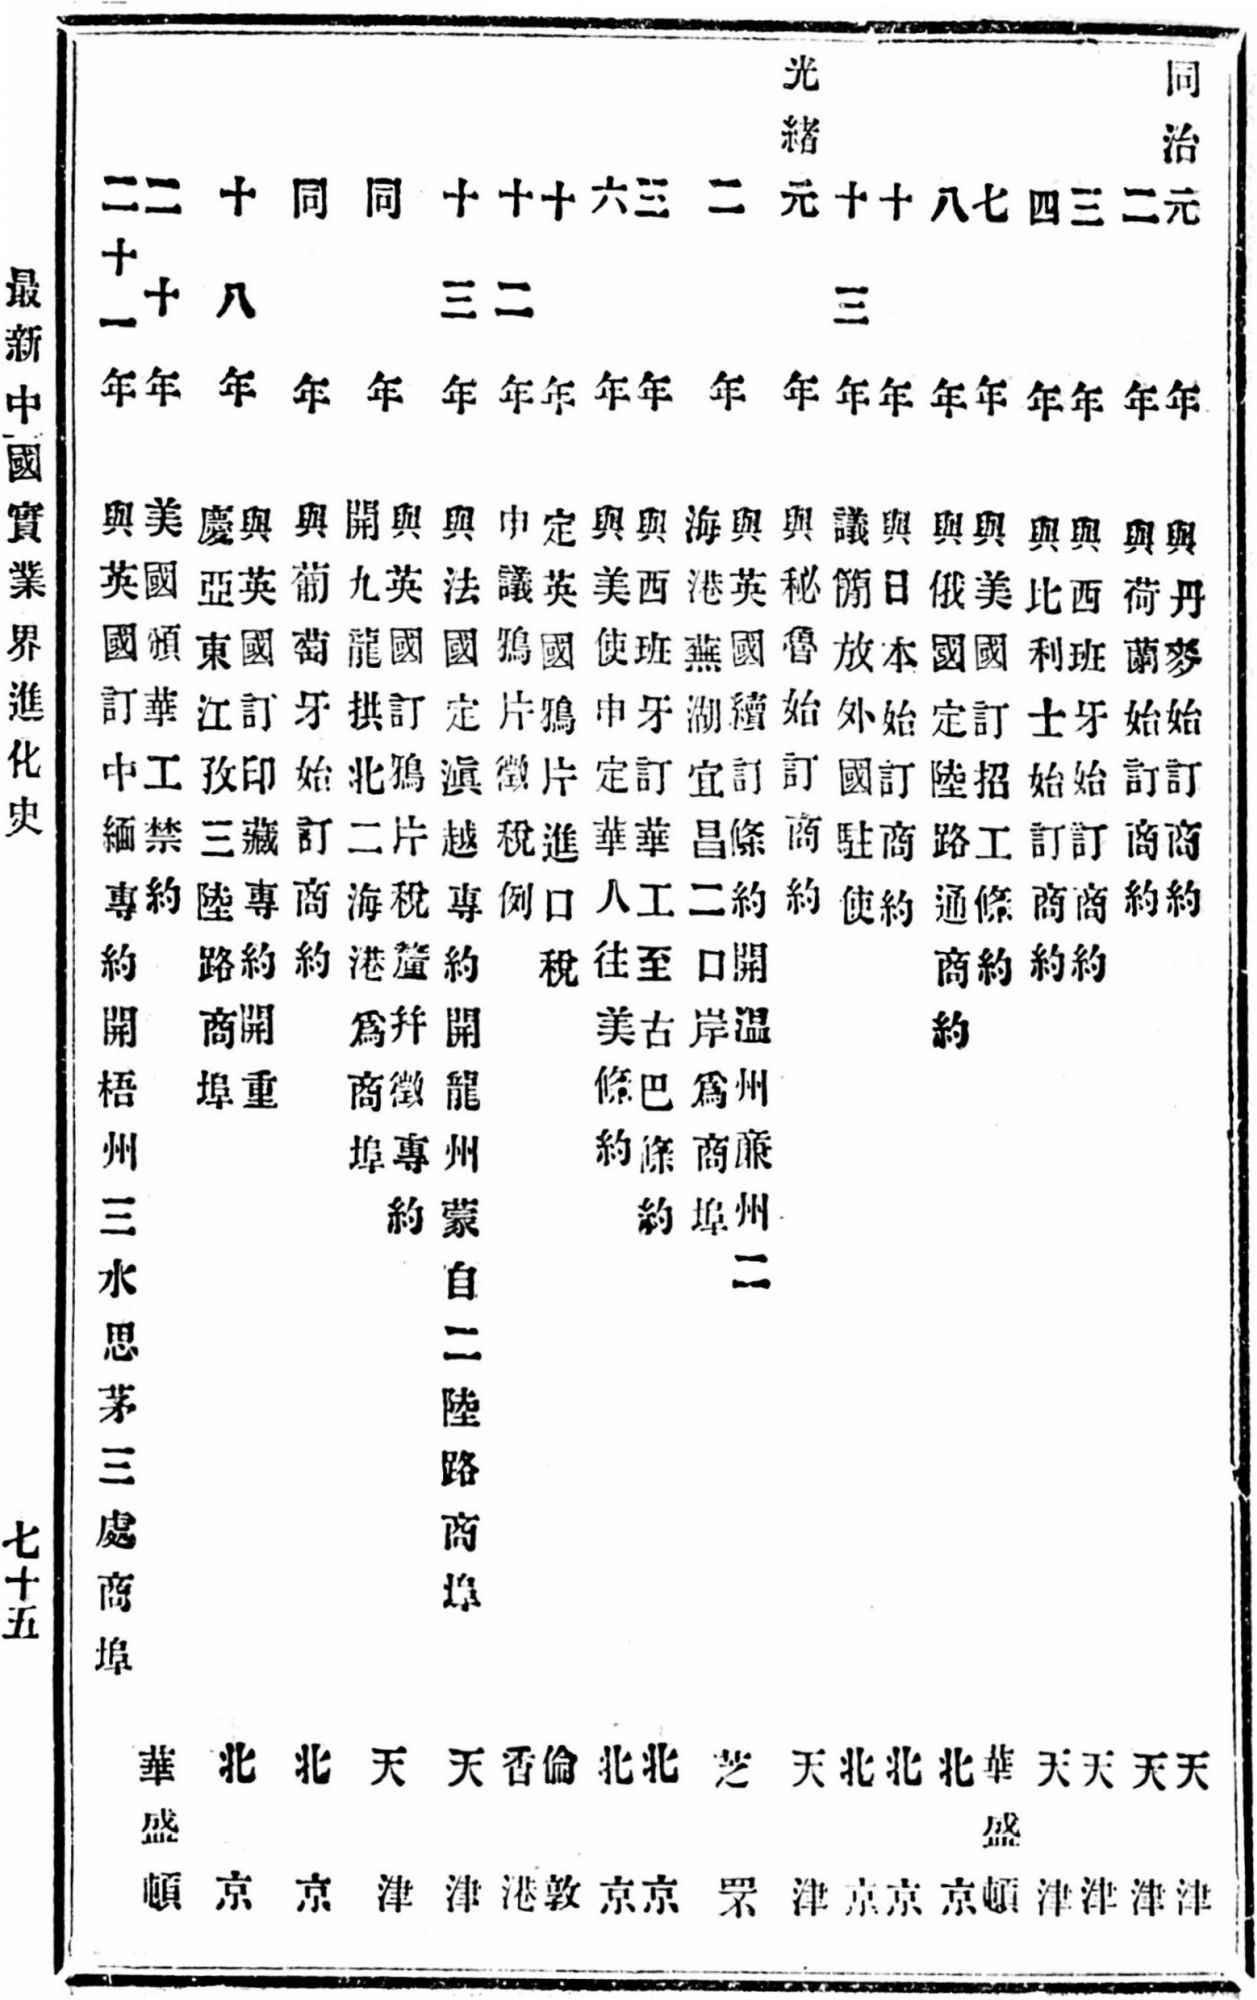 同治元年 與丹麥始訂商約 天津
二年 與荷蘭始訂商約 天津
三年 與西班牙始訂商約 天津
四年 與比利士始訂商約 天津
七年 與美國訂招工條約 華盛頓
八年 與俄國定陸路通商約 北京
十年 與日本始訂商約 北京
十三年 議簡放外國駐使 北京
光緒元年 與秘魯始訂商約 天津
二年 與英國續訂條約開溫州廉州二
海港蕪湖宜昌二口岸爲商埠 芝罘
三年 與西班牙訂華工至古巴條約 北京
六年 與美使申定華人往美條約 北京
十年 定英國鴉片進口稅 倫敦
十二年 申議鴉片徵稅例 香港
十三年 與法國定滇越專約開龍州蒙自二陸路商埠 天津
同年 與英國訂鴉片稅釐幷徵專約
開九龍拱北二海港爲商埠 天津
同年 與葡萄牙始訂商約 北京
十八年 與英國訂印藏專約開重
慶亞東江孜三陸路商埠 北京
二十年 美國頒華工禁約 華盛頓
二十一年 與英國訂中緬專約開梧州三水思茅三處商埠
最新中國實業界進化史
七十五